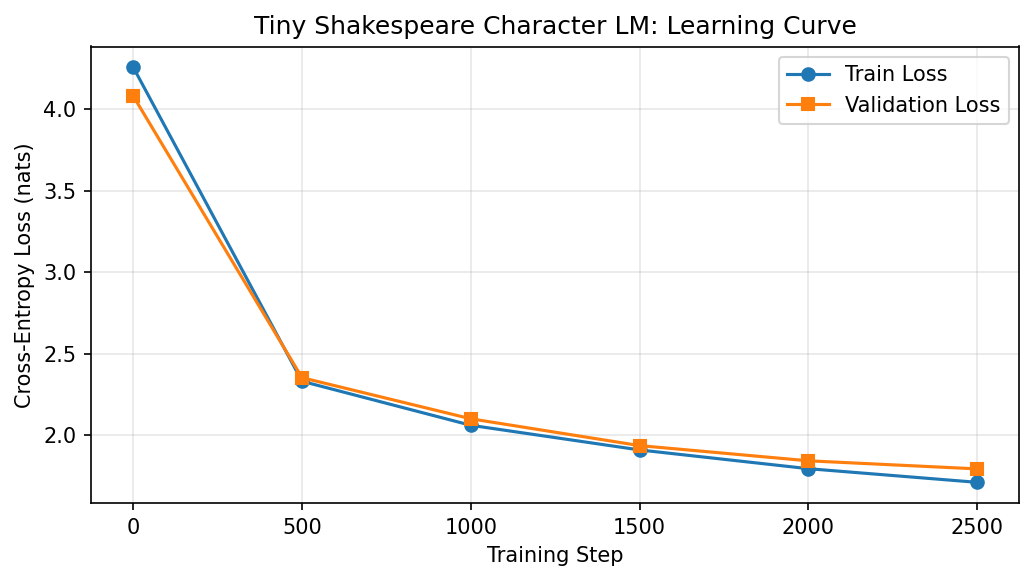 Tiny Shakespeare Character LM: Learning Curve
Train Loss
Validation Loss
Cross-Entropy Loss (nats)
4.0
3.5
3.0
2.5
2.0
0 500 1000 1500 2000 2500
Training Step